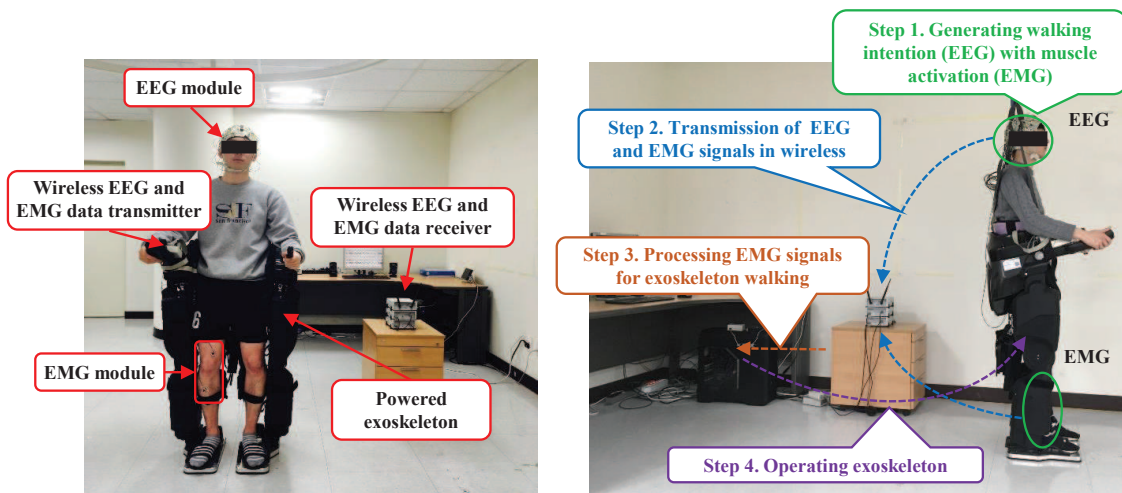 EEG module
Wireless EEG and
EMG data transmitter
Wireless EEG and
EMG data receiver
EMG module
Powered
exoskeleton
6
Step 1. Generating walking
intention (EEG) with muscle
activation (EMG)
EEG
Step 2. Transmission of EEG
and EMG signals in wireless
Step 3. Processing EMG signals
for exoskeleton walking
EMG
Step 4. Operating exoskeleton